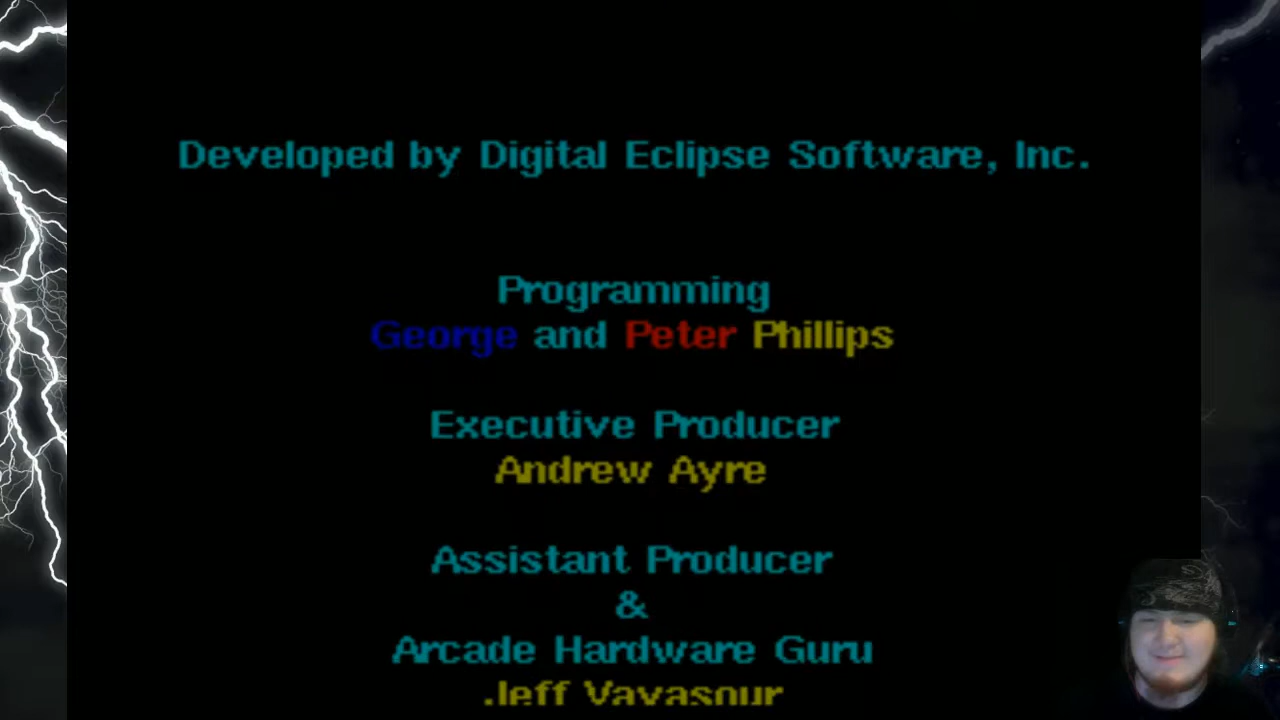 Developed by Digital Eclipse Software, Inc.
Programming
George and Peter Phillips
Executive Producer
Andrew Ayre
Assistant Producer
&
Arcade Hardware Guru
Jeff Vavasour